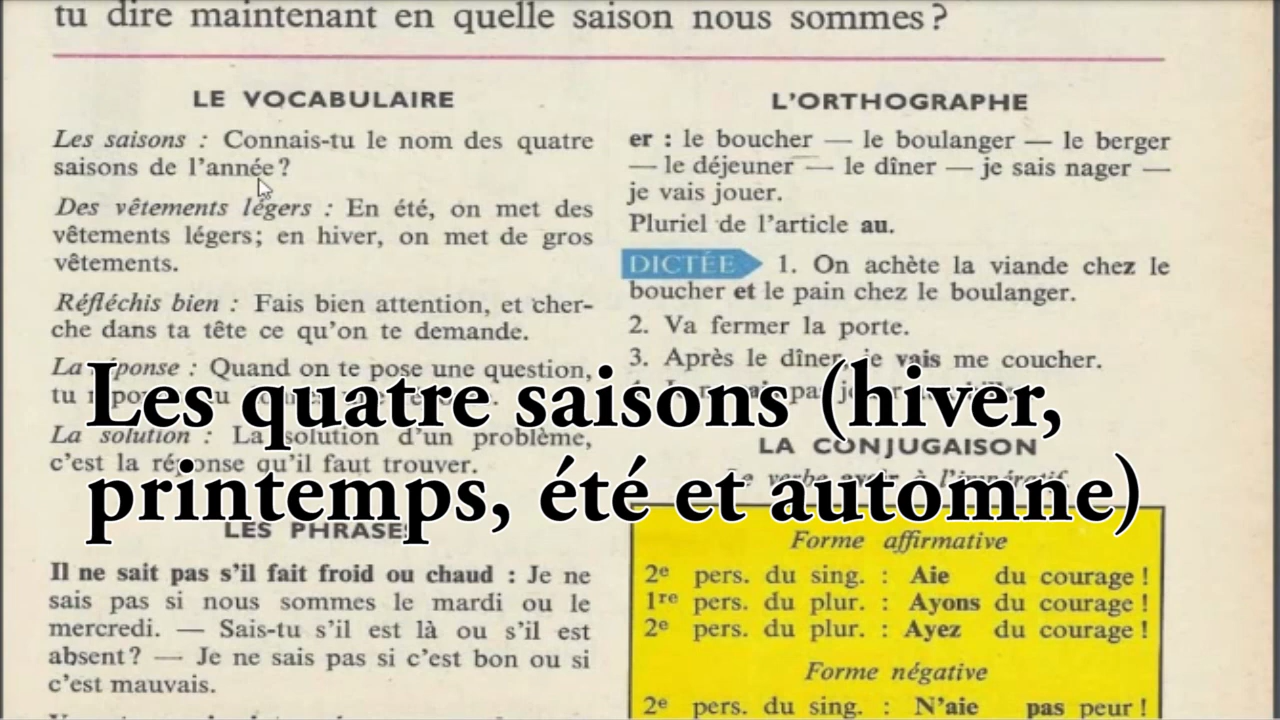 tu dire maintenant en quelle saison nous sommes ?
LE VOCABULAIRE
Les saisons : Connais-tu le nom des quatre
saisons de l'année ?
Des vêtements légers : En été, on met des
vêtements légers; en hiver, on met de gros
vêtements.
Réfléchis bien : Fais bien attention, et cher-
che dans ta tête ce qu'on te demande.
La réponse : Quand on te pose une question,
tu
La solution : La solution d'un problème,
c'est la réponse qu'il faut trouver.
LES PHRASES
Il ne sait pas s'il fait froid ou chaud : Je ne
sais pas si nous sommes le mardi ou le
mercredi. — Sais-tu s'il est là ou s'il est
absent ? — Je ne sais pas si c'est bon ou si
c'est mauvais.
L'ORTHOGRAPHE
er : le boucher — le boulanger — le berger
— le déjeuner — le dîner — je sais nager —
je vais jouer.
Pluriel de l'article au.
DICTÉE 1. On achète la viande chez le
boucher et le pain chez le boulanger.
2. Va fermer la porte.
3. Après le dîner, je vais me coucher.
LA CONJUGAISON
Le verbe avoir à l'impératif.
Forme affirmative
2e pers. du sing. : Aie du courage !
1re pers. du plur. : Ayons du courage !
2e pers. du plur. : Ayez du courage !
Forme négative
2e pers. du sing. : N'aie pas peur !
Les quatre saisons (hiver,
printemps, été et automne)